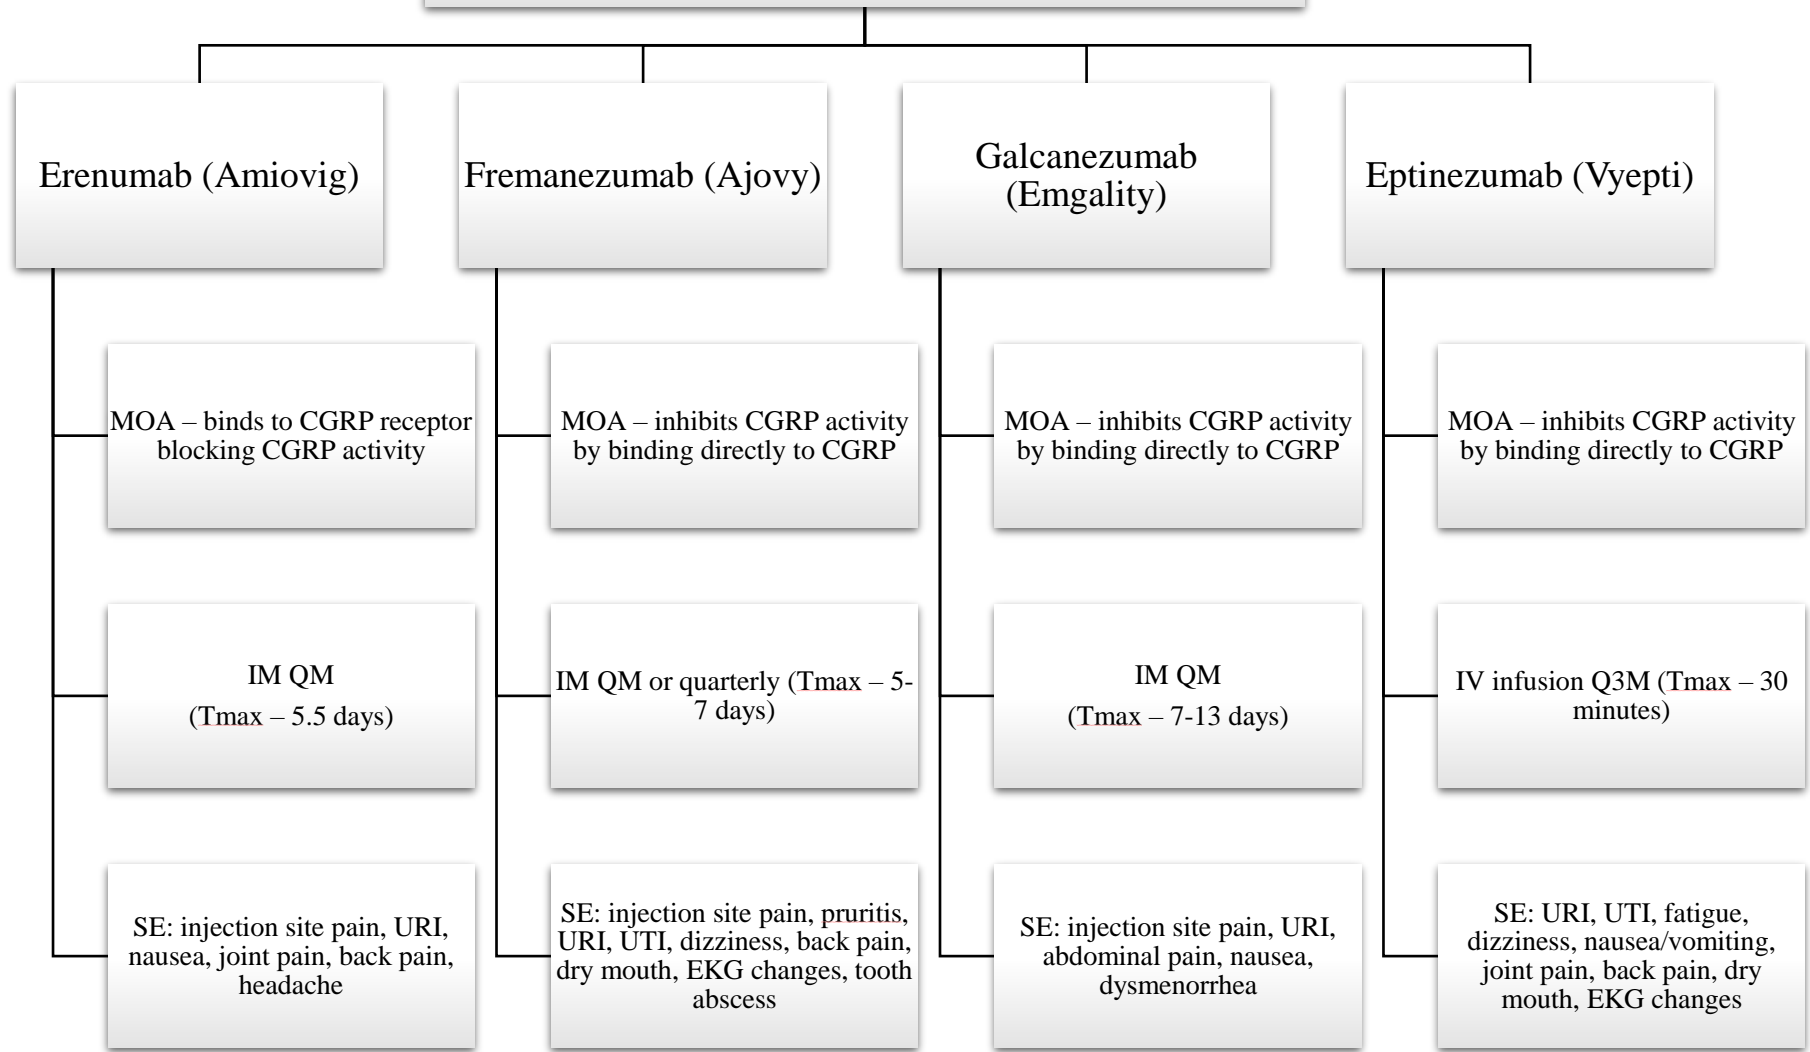 Erenumab (Amiovig)
MOA – binds to CGRP receptor
blocking CGRP activity
IM QM
(Tmax – 5.5 days)
SE: injection site pain, URI,
nausea, joint pain, back pain,
headache
Fremanezumab (Ajovy)
MOA – inhibits CGRP activity
by binding directly to CGRP
IM QM or quarterly (Tmax – 5-
7 days)
SE: injection site pain, pruritis,
URI, UTI, dizziness, back pain,
dry mouth, EKG changes, tooth
abscess
Galcanezumab
(Emgality)
MOA – inhibits CGRP activity
by binding directly to CGRP
IM QM
(Tmax – 7-13 days)
SE: injection site pain, URI,
abdominal pain, nausea,
dysmenorrhea
Eptinezumab (Vyepti)
MOA – inhibits CGRP activity
by binding directly to CGRP
IV infusion Q3M (Tmax – 30
minutes)
SE: URI, UTI, fatigue,
dizziness, nausea/vomiting,
joint pain, back pain, dry
mouth, EKG changes